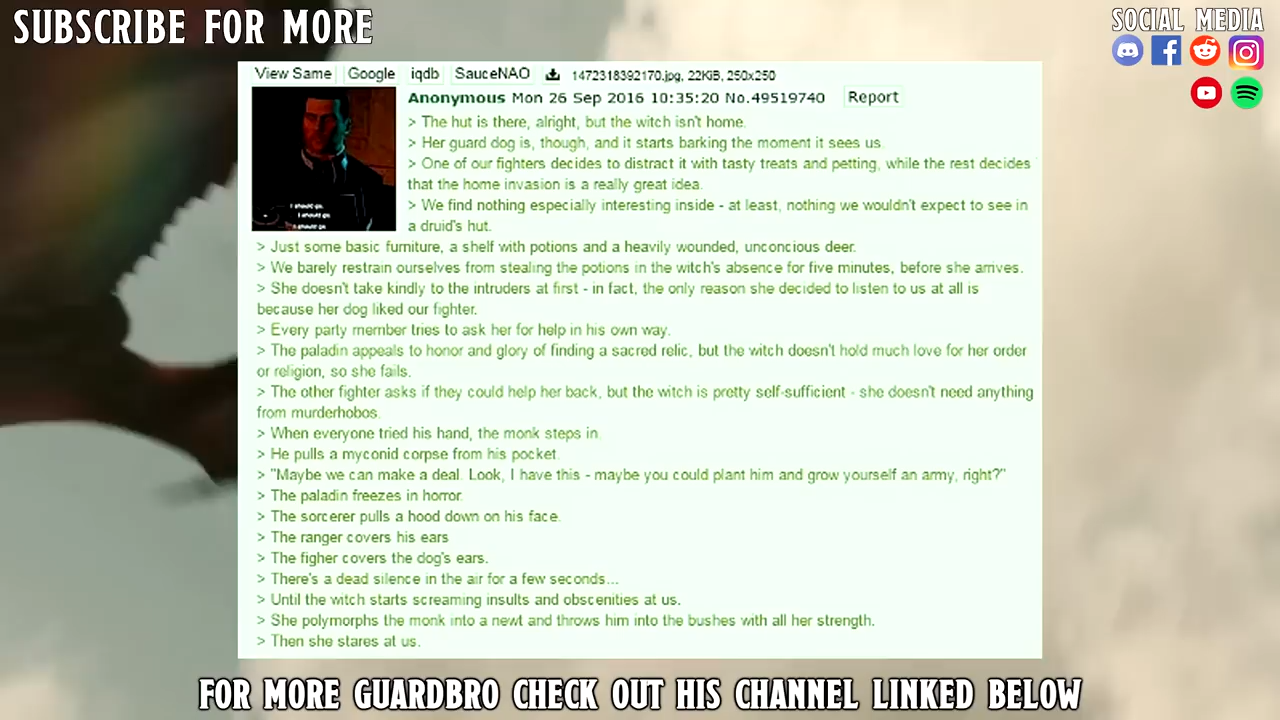 SUBSCRIBE FOR MORE
SOCIAL MEDIA
View Same Google iqdb SauceNAO 1472318392170.jpg, 22KiB, 250x250
Anonymous Mon 26 Sep 2016 10:35:20 No.49519740 Report
> The hut is there, alright, but the witch isn't home.
> Her guard dog is, though, and it starts barking the moment it sees us.
> One of our fighters decides to distract it with tasty treats and petting, while the rest decides
that the home invasion is a really great idea.
> We find nothing especially interesting inside - at least, nothing we wouldn't expect to see in
a druid's hut.
I should go.
I should go.
I should go.
> Just some basic furniture, a shelf with potions and a heavily wounded, unconcious deer.
> We barely restrain ourselves from stealing the potions in the witch's absence for five minutes, before she arrives.
> She doesn't take kindly to the intruders at first - in fact, the only reason she decided to listen to us at all is
because her dog liked our fighter.
> Every party member tries to ask her for help in his own way.
> The paladin appeals to honor and glory of finding a sacred relic, but the witch doesn't hold much love for her order
or religion, so she fails.
> The other fighter asks if they could help her back, but the witch is pretty self-sufficient - she doesn't need anything
from murderhobos.
> When everyone tried his hand, the monk steps in.
> He pulls a myconid corpse from his pocket.
> "Maybe we can make a deal. Look, I have this - maybe you could plant him and grow yourself an army, right?"
> The paladin freezes in horror.
> The sorcerer pulls a hood down on his face.
> The ranger covers his ears
> The figher covers the dog's ears.
> There's a dead silence in the air for a few seconds...
> Until the witch starts screaming insults and obscenities at us.
> She polymorphs the monk into a newt and throws him into the bushes with all her strength.
> Then she stares at us.
FOR MORE GUARDBRO CHECK OUT HIS CHANNEL LINKED BELOW